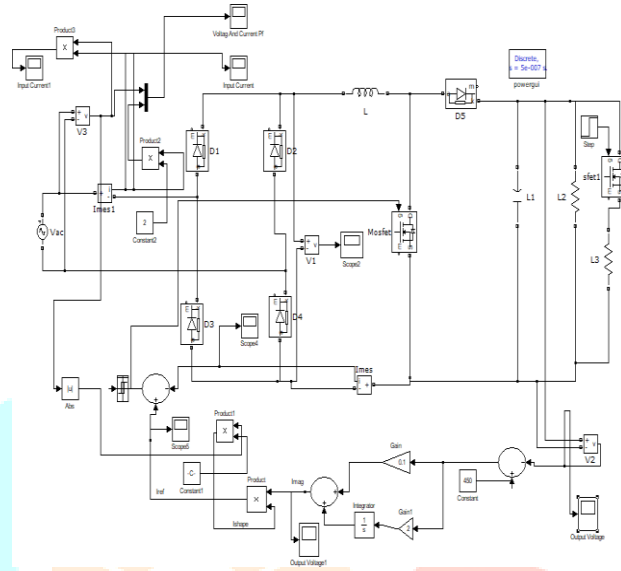 Product3
X
Input Current1
Voltag And Current Pf
Input Current
Discrete,
s = 5e-007 s
powergui
V3
Product2
X
D1
D2
L
D5
Step
Imes1
Vac
2
Constant2
V1
Scope2
Mosfet
L1
L2
sfet1
L3
D3
D4
Scope4
Imes
|u|
Abs
Scope5
Product1
X
-C-
Constant1
Iref
Product
X
Ishape
Imag
Output Voltage1
Gain
0.1
Integrator
1
s
Gain1
2
450
Constant
V2
Output Voltage